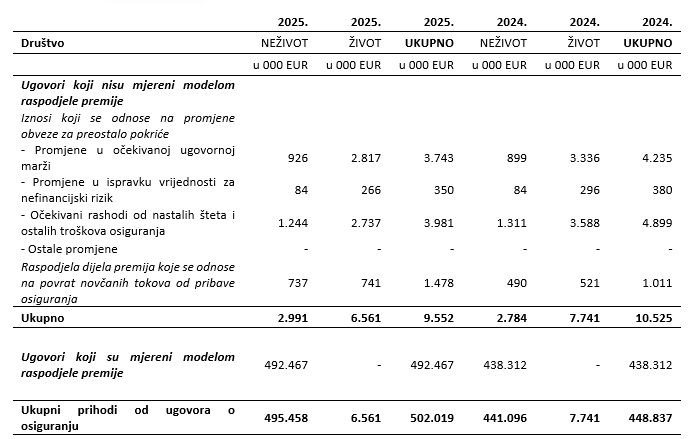 2025. 2025. 2025. 2024. 2024. 2024.
Društvo NEŽIVOT ŽIVOT UKUPNO NEŽIVOT ŽIVOT UKUPNO
u 000 EUR u 000 EUR u 000 EUR u 000 EUR u 000 EUR u 000 EUR
Ugovori koji nisu mjereni modelom
raspodjele premije
Iznosi koji se odnose na promjene
obveze za preostalo pokriće
- Promjene u očekivanoj ugovornoj
marži 926 2.817 3.743 899 3.336 4.235
- Promjene u ispravku vrijednosti za
nefinancijski rizik 84 266 350 84 296 380
- Očekivani rashodi od nastalih šteta i
ostalih troškova osiguranja 1.244 2.737 3.981 1.311 3.588 4.899
- Ostale promjene - - - - - -
Raspodjela dijela premija koje se odnose
na povrat novčanih tokova od pribave 737 741 1.478 490 521 1.011
osiguranja
Ukupno 2.991 6.561 9.552 2.784 7.741 10.525
Ugovori koji su mjereni modelom
raspodjele premije 492.467 - 492.467 438.312 - 438.312
Ukupni prihodi od ugovora o
osiguranju 495.458 6.561 502.019 441.096 7.741 448.837